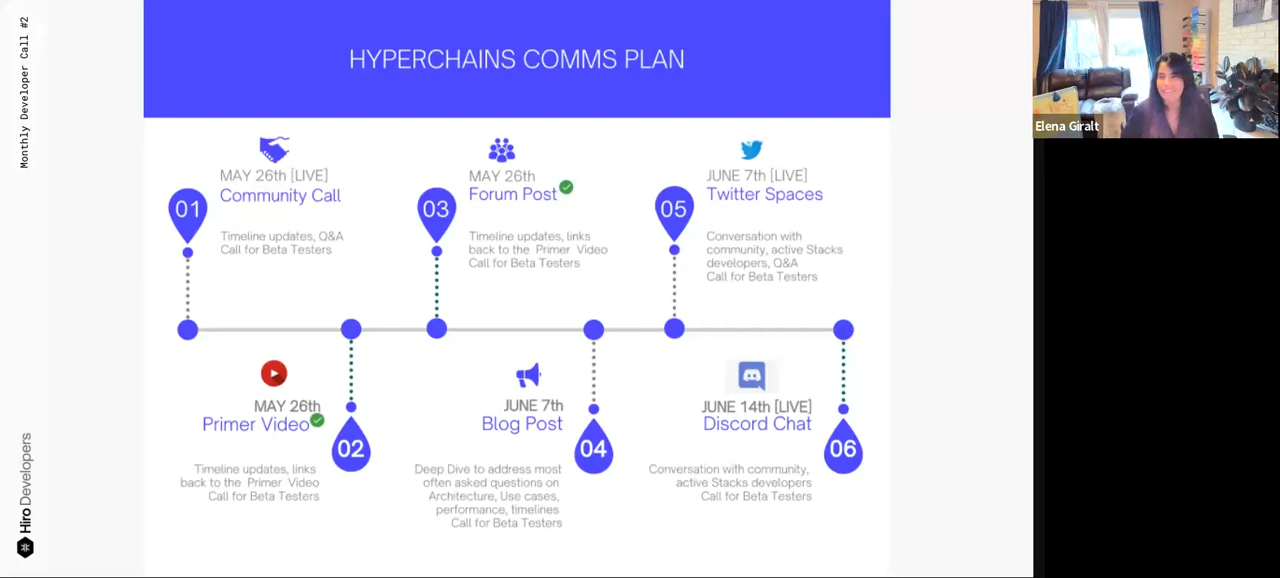 Monthly Developer Call #2
HYPERCHAINS COMMS PLAN
01
MAY 26th [LIVE]
Community Call
Timeline updates, Q&A
Call for Beta Testers
03
MAY 26th
Forum Post
Timeline updates, links
back to the Primer Video
Call for Beta Testers
05
JUNE 7th [LIVE]
Twitter Spaces
Conversation with
community, active Stacks
developers, Q&A
Call for Beta Testers
MAY 26th
Primer Video
02
Timeline updates, links
back to the Primer Video
Call for Beta Testers
JUNE 7th
Blog Post
04
Deep Dive to address most
often asked questions on
Architecture, Use cases,
performance, timelines
Call for Beta Testers
JUNE 14th [LIVE]
Discord Chat
06
Conversation with community,
active Stacks developers
Call for Beta Testers
Hiro Developers
Elena Giralt